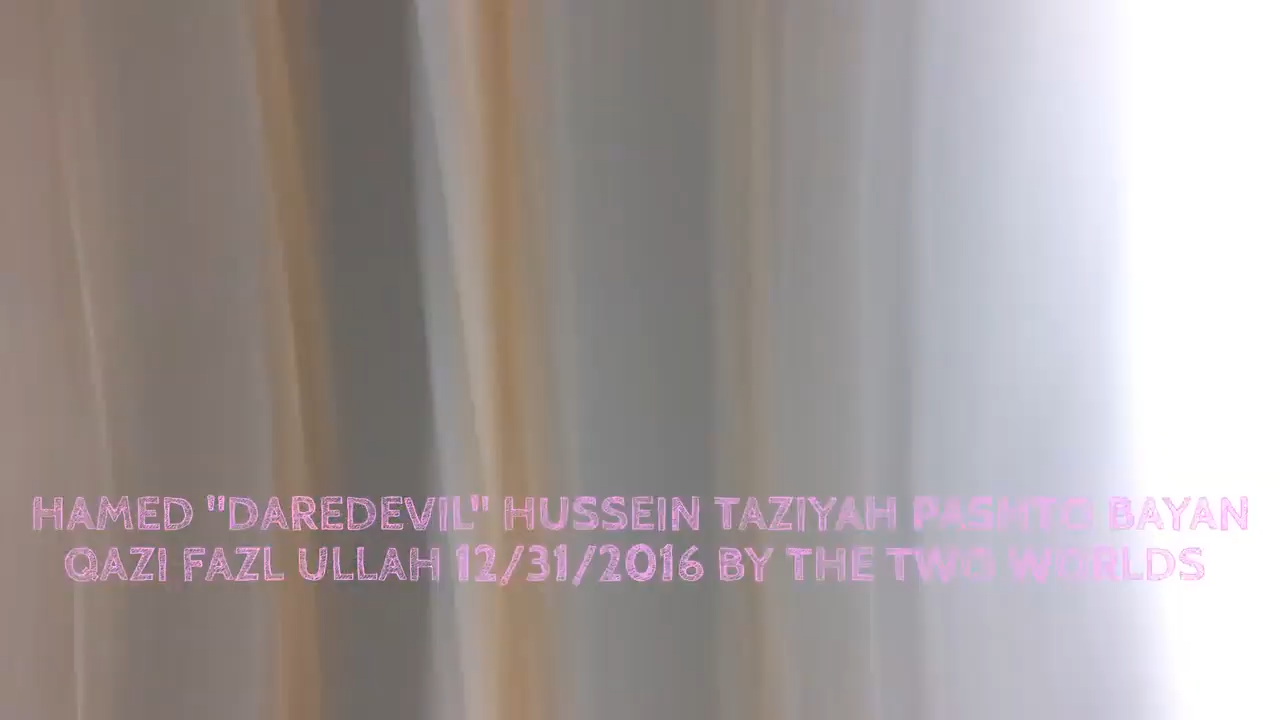 HAMED "DAREDEVIL" HUSSEIN TAZIYAH PASHTO BAYAN
QAZI FAZL ULLAH 12/31/2016 BY THE TWO WORLDS